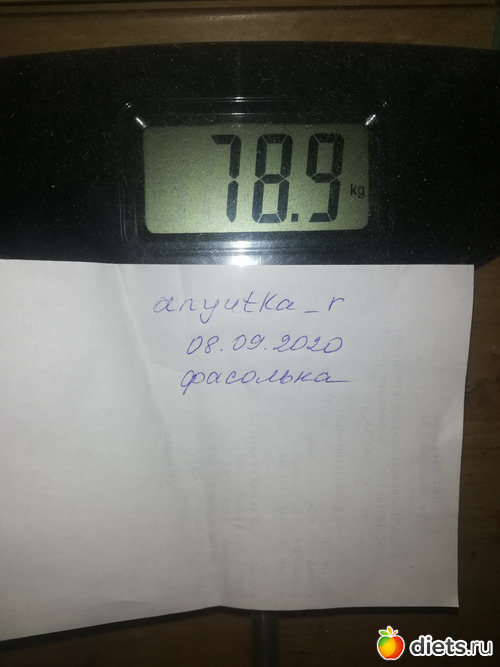 78.9 kg
anyutka_r
08.09.2020
фасолька
diets.ru